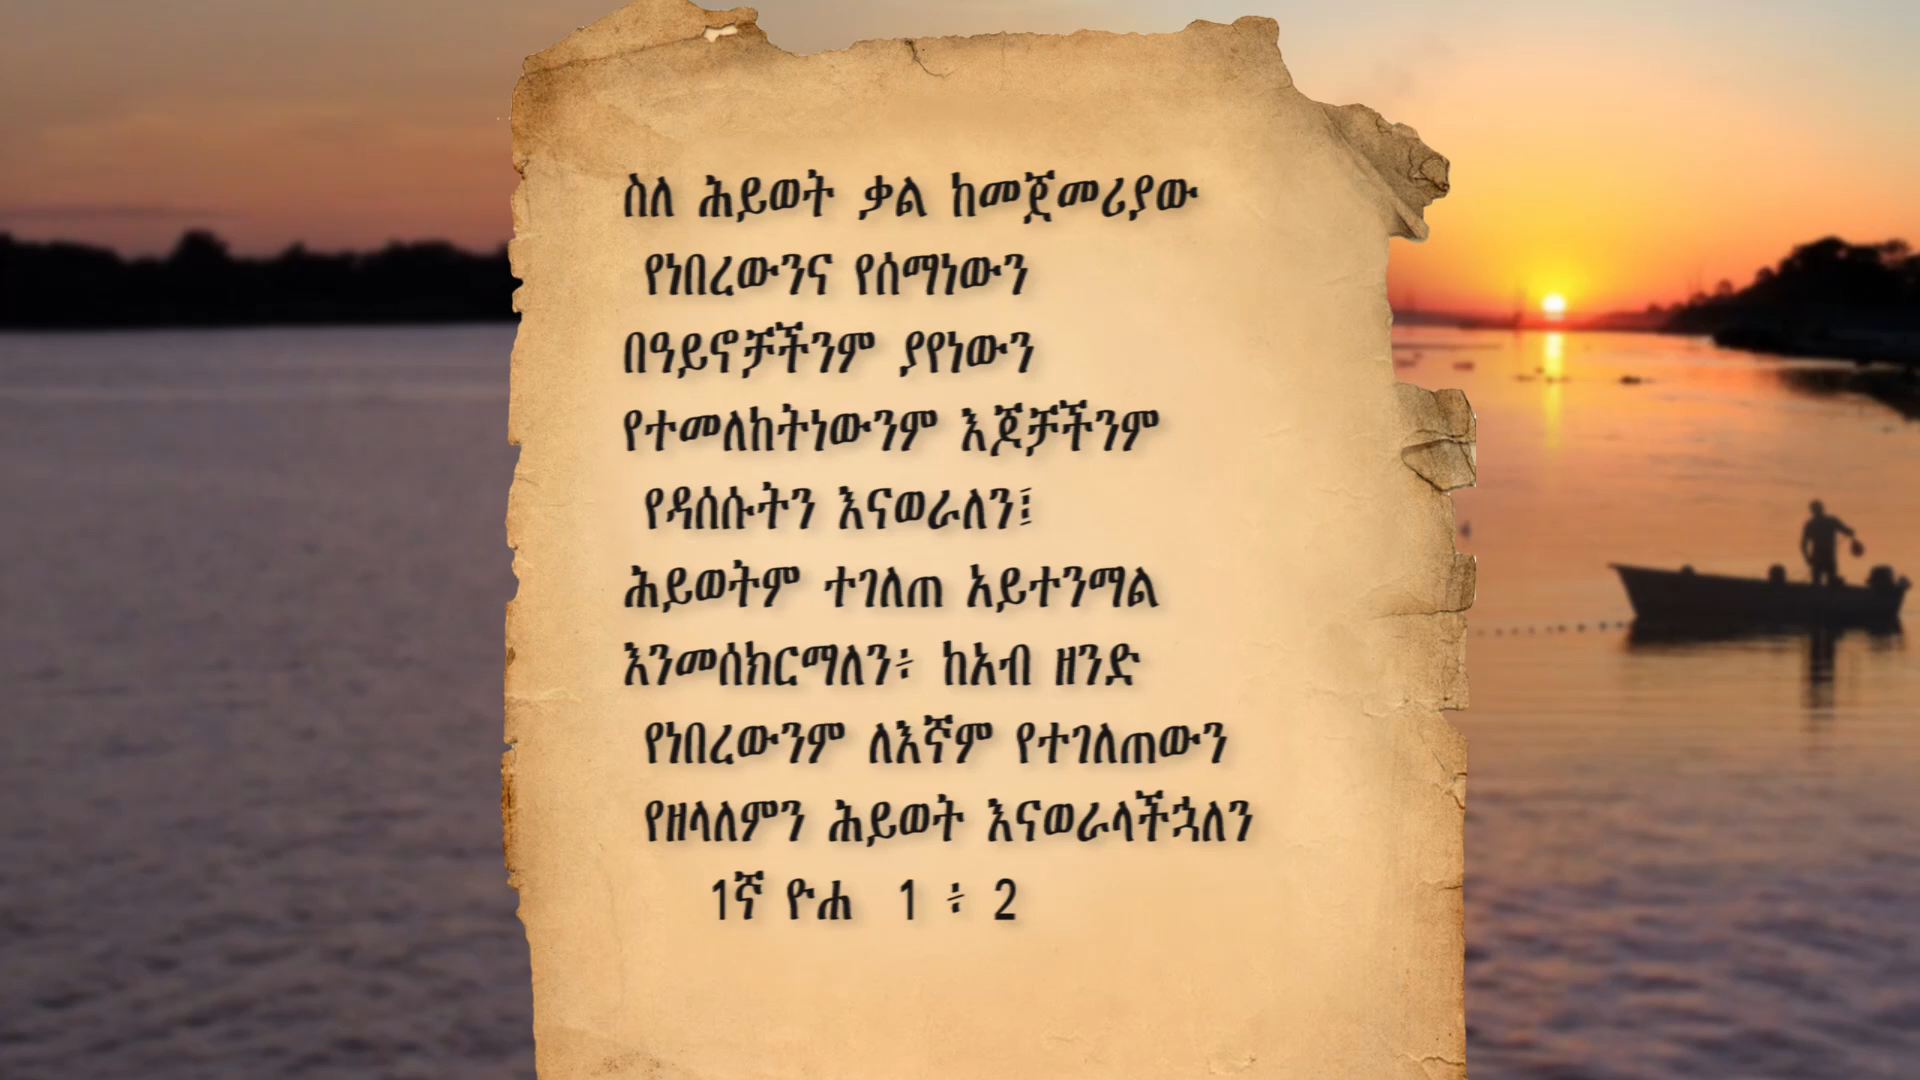 ስለ ሕይወት ቃል ከመጀመሪያው
የነበረውንና የሰማነውን
በዓይኖቻችንም ያየነውን
የተመለከትነውንም እጆቻችንም
የዳሰሱትን እናወራለን፤
ሕይወትም ተገለጠ አይተንማል
እንመሰክርማለን፥ ከአብ ዘንድ
የነበረውንም ለእኛም የተገለጠውን
የዘላለምን ሕይወት እናወራላችኋለን
1ኛ ዮሐ 1 ፥ 2